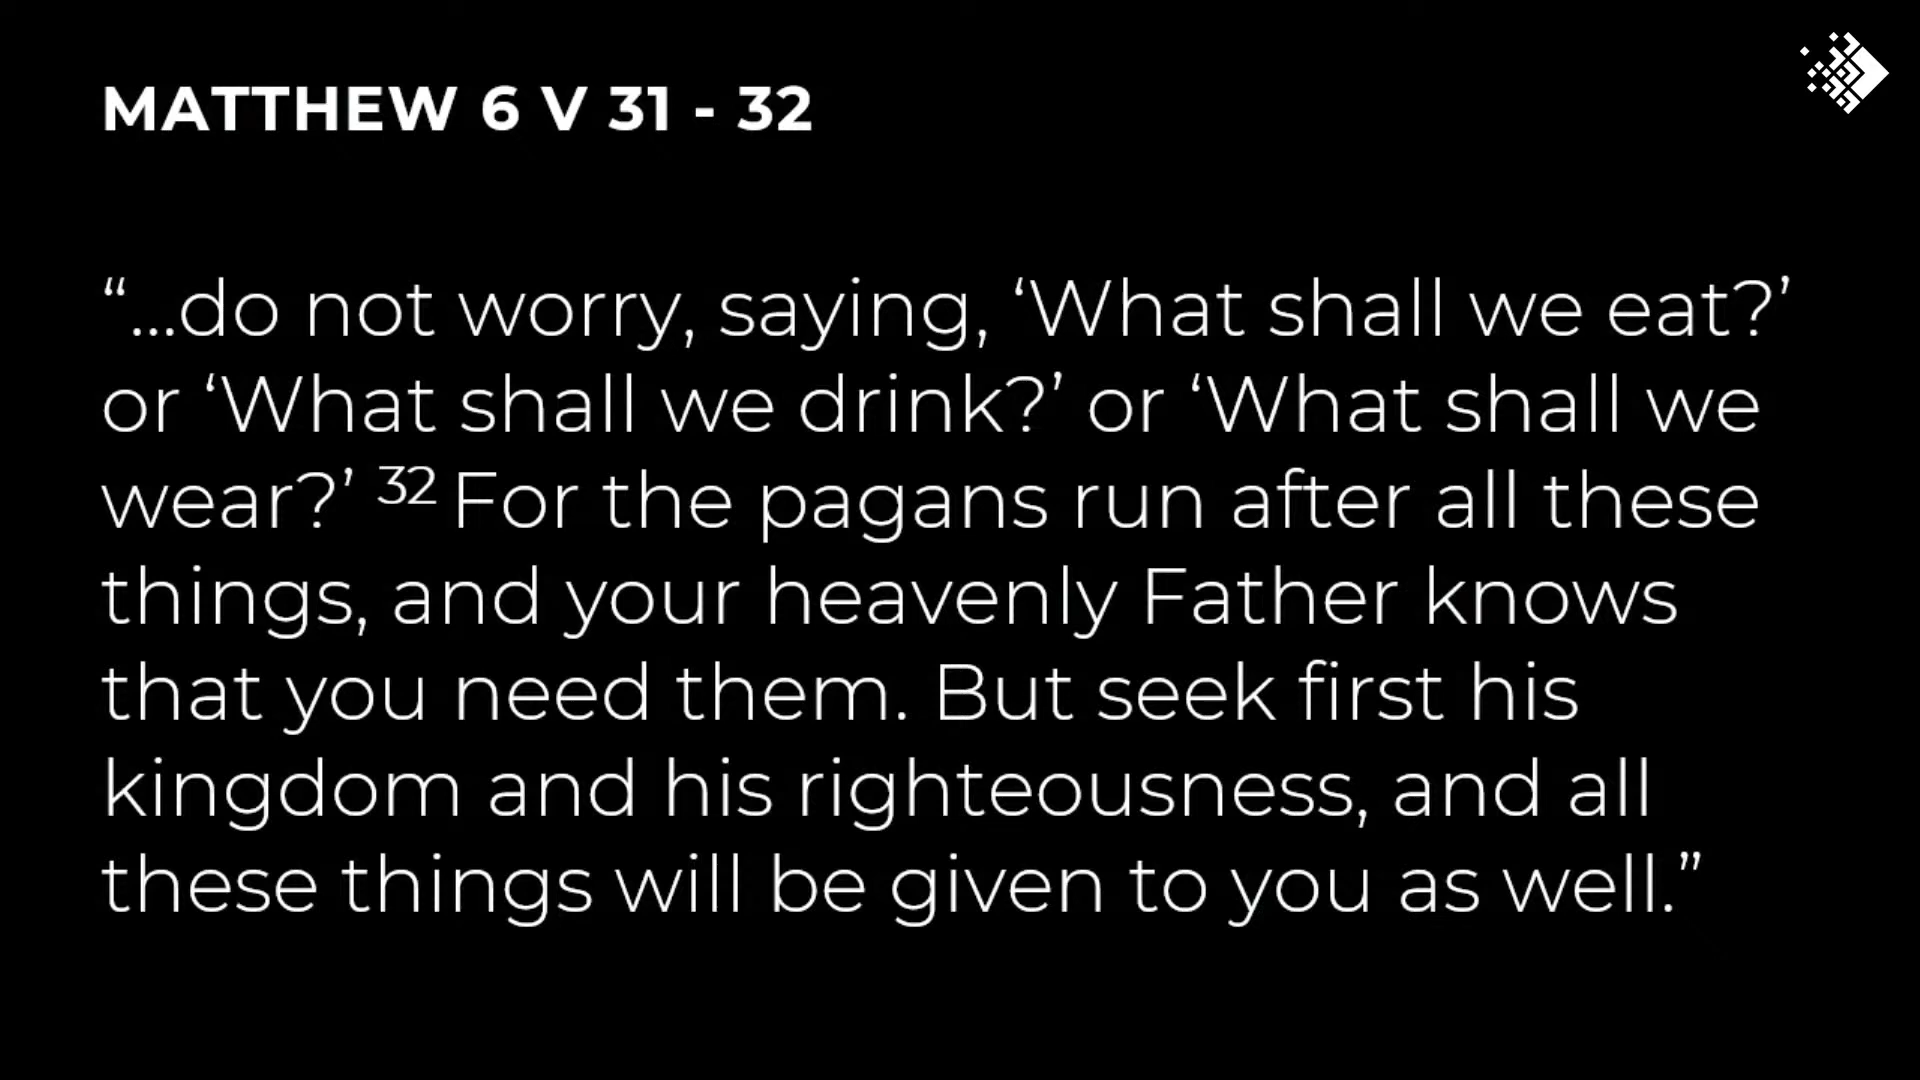 MATTHEW 6 V 31 - 32
“...do not worry, saying, ‘What shall we eat?’
or ‘What shall we drink?’ or ‘What shall we
wear?’ 32 For the pagans run after all these
things, and your heavenly Father knows
that you need them. But seek first his
kingdom and his righteousness, and all
these things will be given to you as well.”